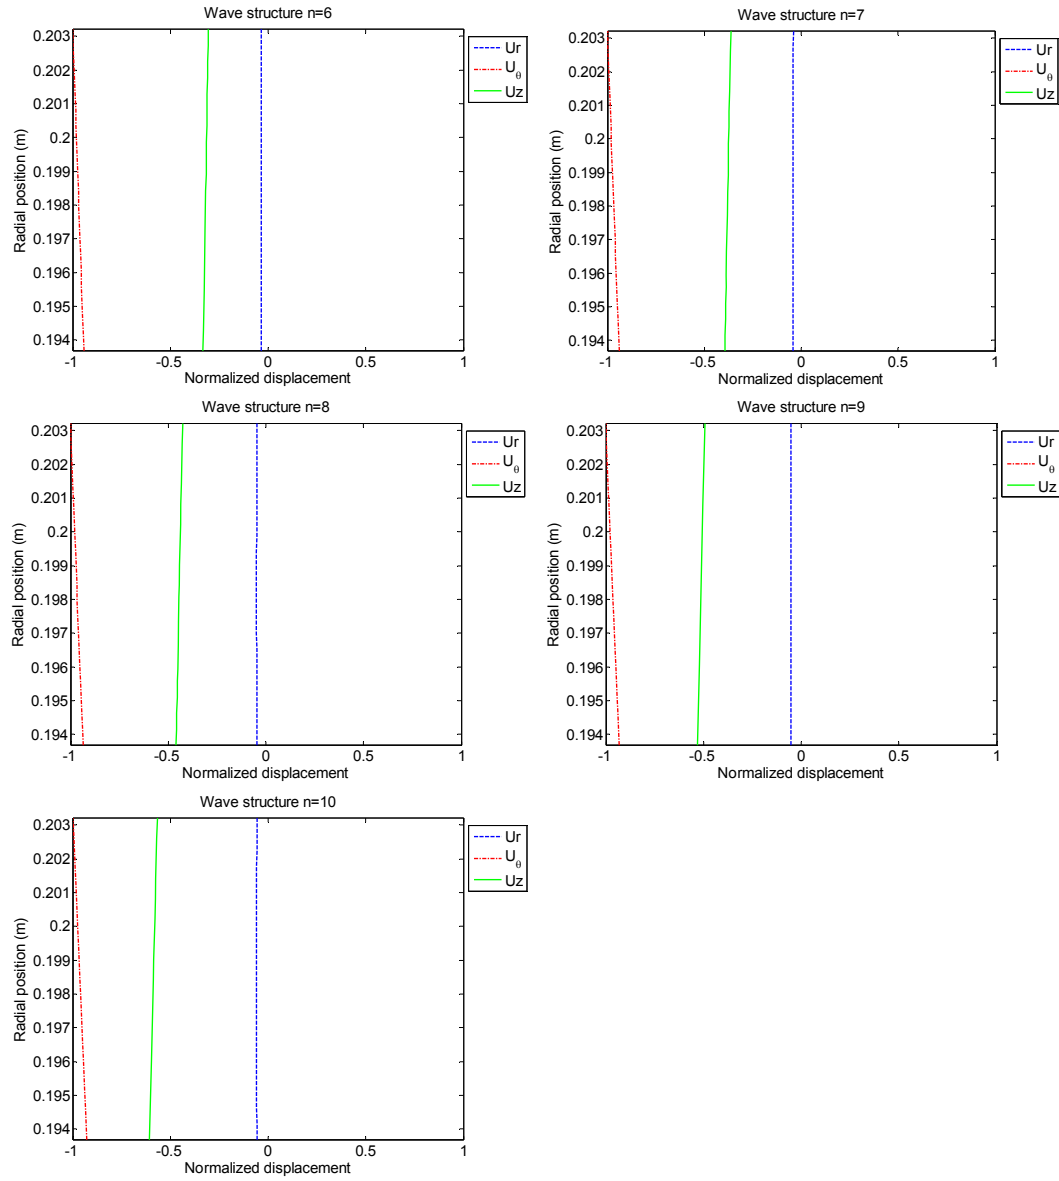 Wave structure n=6
Radial position (m)
0.203
0.202
0.201
0.2
0.199
0.198
0.197
0.196
0.195
0.194
-1
-0.5
0
0.5
1
Normalized displacement
Ur
U θ
Uz
Wave structure n=7
Radial position (m)
0.203
0.202
0.201
0.2
0.199
0.198
0.197
0.196
0.195
0.194
-1
-0.5
0
0.5
1
Normalized displacement
Ur
U θ
Uz
Wave structure n=8
Radial position (m)
0.203
0.202
0.201
0.2
0.199
0.198
0.197
0.196
0.195
0.194
-1
-0.5
0
0.5
1
Normalized displacement
Ur
U θ
Uz
Wave structure n=9
Radial position (m)
0.203
0.202
0.201
0.2
0.199
0.198
0.197
0.196
0.195
0.194
-1
-0.5
0
0.5
1
Normalized displacement
Ur
U θ
Uz
Wave structure n=10
Radial position (m)
0.203
0.202
0.201
0.2
0.199
0.198
0.197
0.196
0.195
0.194
-1
-0.5
0
0.5
1
Normalized displacement
Ur
U θ
Uz